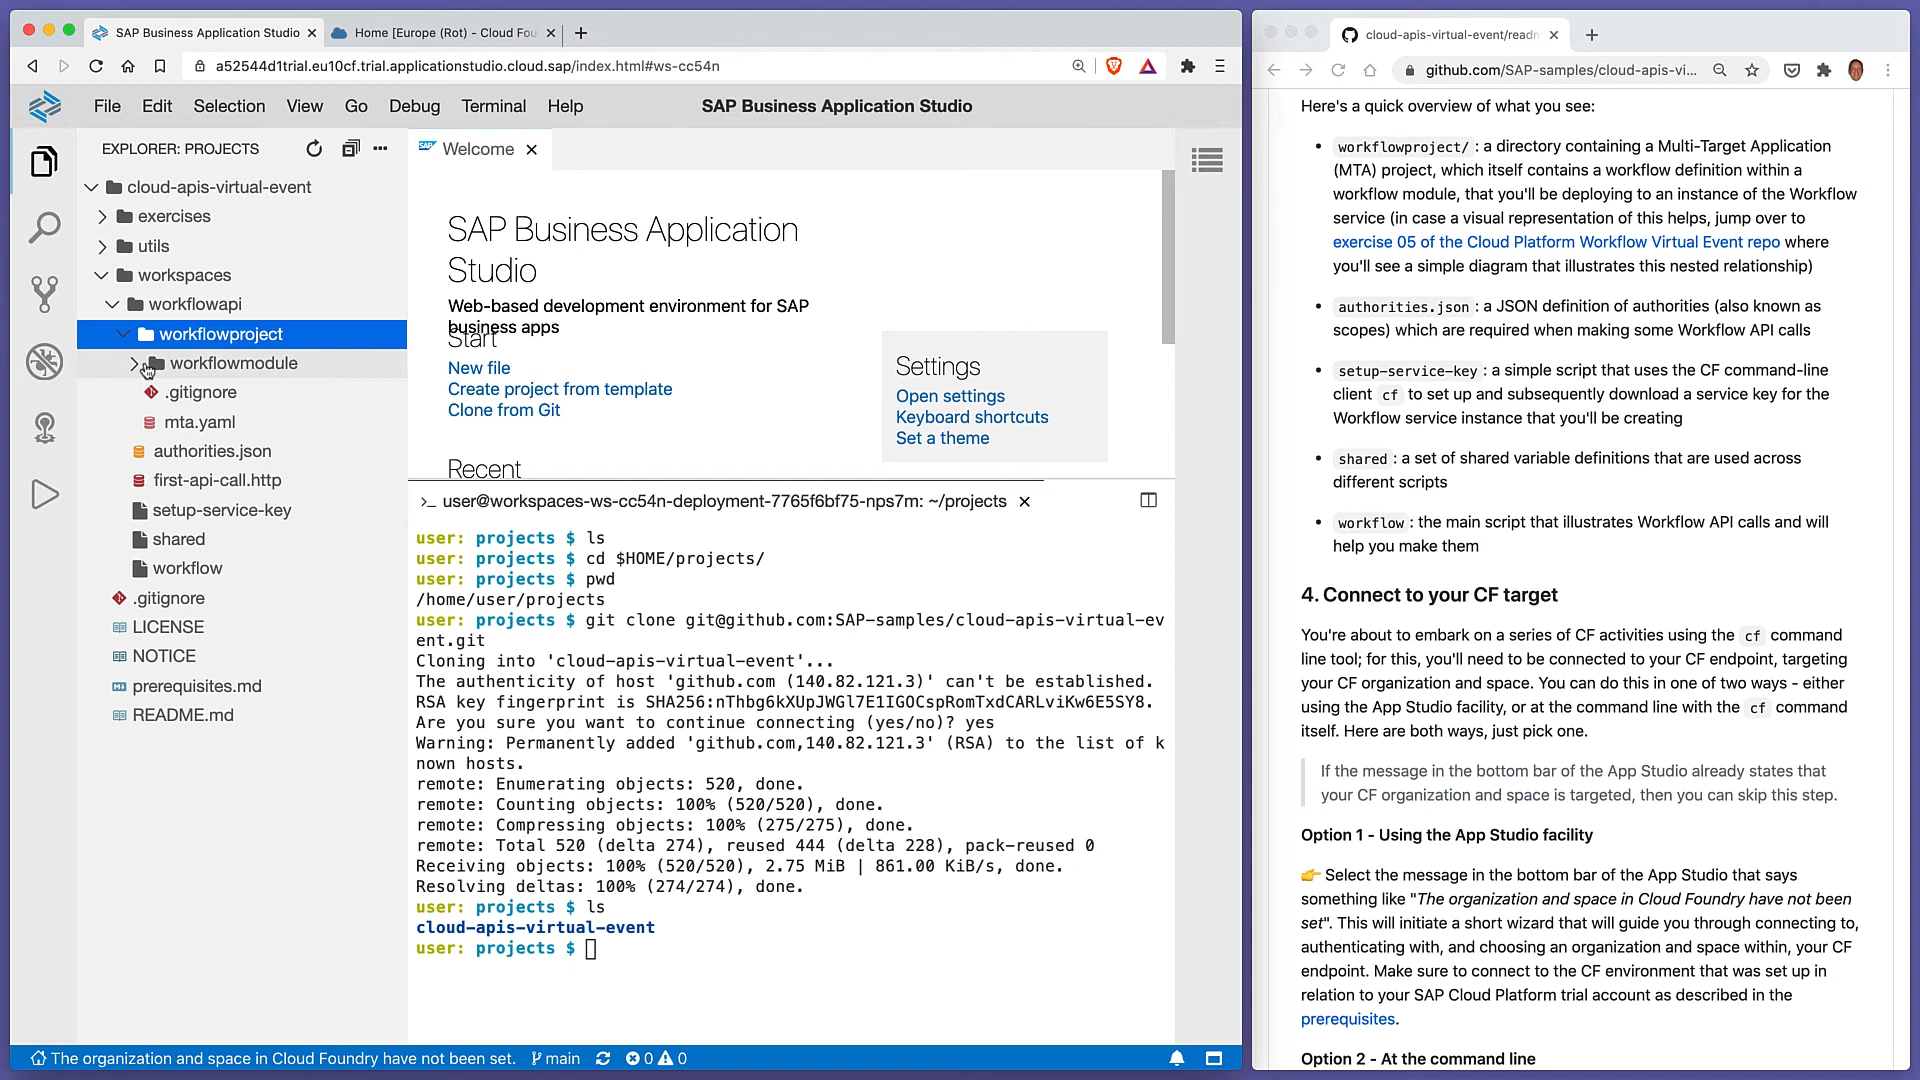 SAP Business Application Studio
Home [Europe (Rot) - Cloud Fou
a52544d1trial.eu10cf.trial.applicationstudio.cloud.sap/index.html#ws-cc54n
File Edit Selection View Go Debug Terminal Help SAP Business Application Studio
EXPLORER: PROJECTS
cloud-apis-virtual-event
exercises
utils
workspaces
workflowapi
workflowproject
workflowmodule
.gitignore
mta.yaml
authorities.json
first-api-call.http
setup-service-key
shared
workflow
.gitignore
LICENSE
NOTICE
prerequisites.md
README.md
SAP Welcome
SAP Business Application
Studio
Web-based development environment for SAP
business apps
Start
New file
Create project from template
Clone from Git
Recent
Settings
Open settings
Keyboard shortcuts
Set a theme
>_ user@workspaces-ws-cc54n-deployment-7765f6bf75-nps7m: ~/projects
user: projects $ ls
user: projects $ cd $HOME/projects/
user: projects $ pwd
/home/user/projects
user: projects $ git clone git@github.com:SAP-samples/cloud-apis-virtual-ev
ent.git
Cloning into 'cloud-apis-virtual-event'...
The authenticity of host 'github.com (140.82.121.3)' can't be established.
RSA key fingerprint is SHA256:nThbg6kXUpJWGl7E1IGOCspRomTxdCARLviKw6E5SY8.
Are you sure you want to continue connecting (yes/no)? yes
Warning: Permanently added 'github.com,140.82.121.3' (RSA) to the list of k
nown hosts.
remote: Enumerating objects: 520, done.
remote: Counting objects: 100% (520/520), done.
remote: Compressing objects: 100% (275/275), done.
remote: Total 520 (delta 274), reused 444 (delta 228), pack-reused 0
Receiving objects: 100% (520/520), 2.75 MiB | 861.00 KiB/s, done.
Resolving deltas: 100% (274/274), done.
user: projects $ ls
cloud-apis-virtual-event
user: projects $
The organization and space in Cloud Foundry have not been set. main 0 0
cloud-apis-virtual-event/readn
github.com/SAP-samples/cloud-apis-vi...
Here's a quick overview of what you see:
• workflowproject/ : a directory containing a Multi-Target Application
(MTA) project, which itself contains a workflow definition within a
workflow module, that you'll be deploying to an instance of the Workflow
service (in case a visual representation of this helps, jump over to
exercise 05 of the Cloud Platform Workflow Virtual Event repo where
you'll see a simple diagram that illustrates this nested relationship)
• authorities.json : a JSON definition of authorities (also known as
scopes) which are required when making some Workflow API calls
• setup-service-key : a simple script that uses the CF command-line
client cf to set up and subsequently download a service key for the
Workflow service instance that you'll be creating
• shared : a set of shared variable definitions that are used across
different scripts
• workflow : the main script that illustrates Workflow API calls and will
help you make them
4. Connect to your CF target
You're about to embark on a series of CF activities using the cf command
line tool; for this, you'll need to be connected to your CF endpoint, targeting
your CF organization and space. You can do this in one of two ways - either
using the App Studio facility, or at the command line with the cf command
itself. Here are both ways, just pick one.
If the message in the bottom bar of the App Studio already states that
your CF organization and space is targeted, then you can skip this step.
Option 1 - Using the App Studio facility
👉 Select the message in the bottom bar of the App Studio that says
something like "The organization and space in Cloud Foundry have not been
set". This will initiate a short wizard that will guide you through connecting to,
authenticating with, and choosing an organization and space within, your CF
endpoint. Make sure to connect to the CF environment that was set up in
relation to your SAP Cloud Platform trial account as described in the
prerequisites.
Option 2 - At the command line